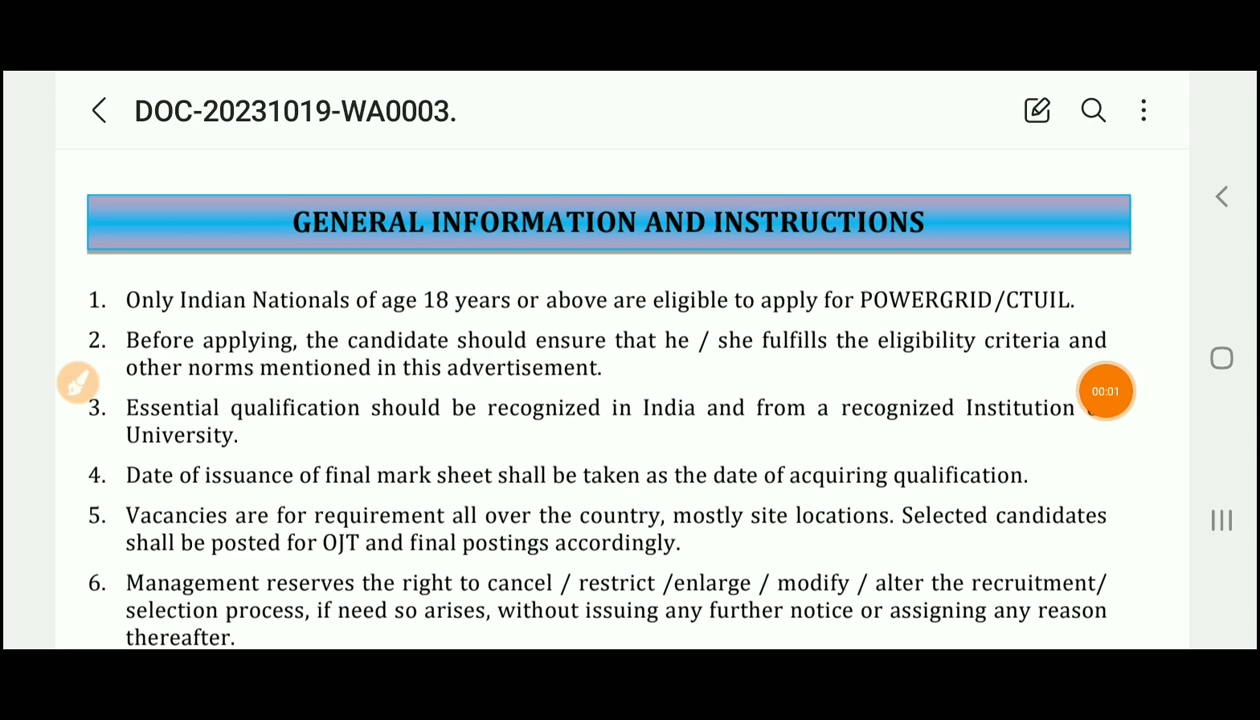 DOC-20231019-WA0003.
GENERAL INFORMATION AND INSTRUCTIONS
1. Only Indian Nationals of age 18 years or above are eligible to apply for POWERGRID/CTUIL.
2. Before applying, the candidate should ensure that he / she fulfills the eligibility criteria and
other norms mentioned in this advertisement.
3. Essential qualification should be recognized in India and from a recognized Institution
00:01
University.
4. Date of issuance of final mark sheet shall be taken as the date of acquiring qualification.
5. Vacancies are for requirement all over the country, mostly site locations. Selected candidates
shall be posted for OJT and final postings accordingly.
6. Management reserves the right to cancel / restrict /enlarge / modify / alter the recruitment/
selection process, if need so arises, without issuing any further notice or assigning any reason
thereafter.